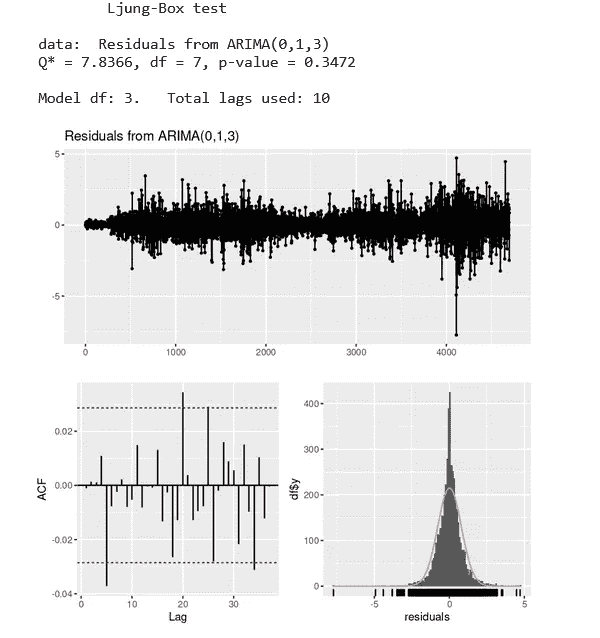 Ljung-Box test
data:  Residuals from ARIMA(0,1,3)
Q* = 7.8366, df = 7, p-value = 0.3472
Model df: 3.   Total lags used: 10
Residuals from ARIMA(0,1,3)
5
0
-5
0 1000 2000 3000 4000
0.02
0.00
-0.02
-0.04
ACF
0 10 20 30
Lag
400
300
200
100
0
df$y
-5 0 5
residuals